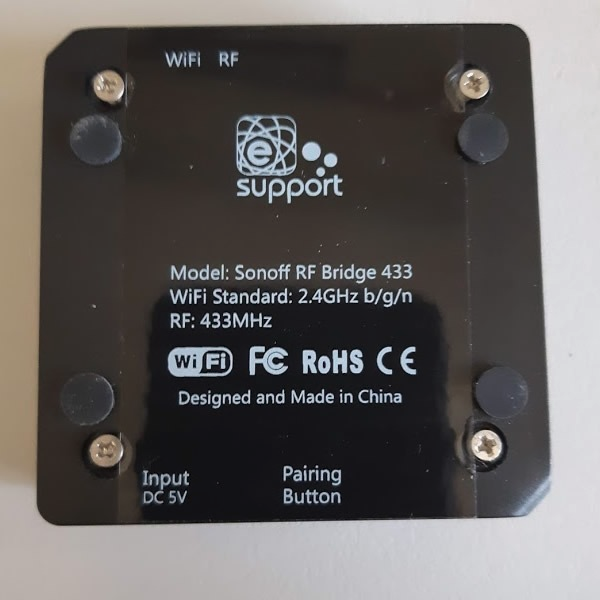 WiFi RF
e
support
Model: Sonoff RF Bridge 433
WiFi Standard: 2.4GHz b/g/n
RF: 433MHz
WiFi FC RoHS CE
Designed and Made in China
Input
DC 5V
Pairing
Button